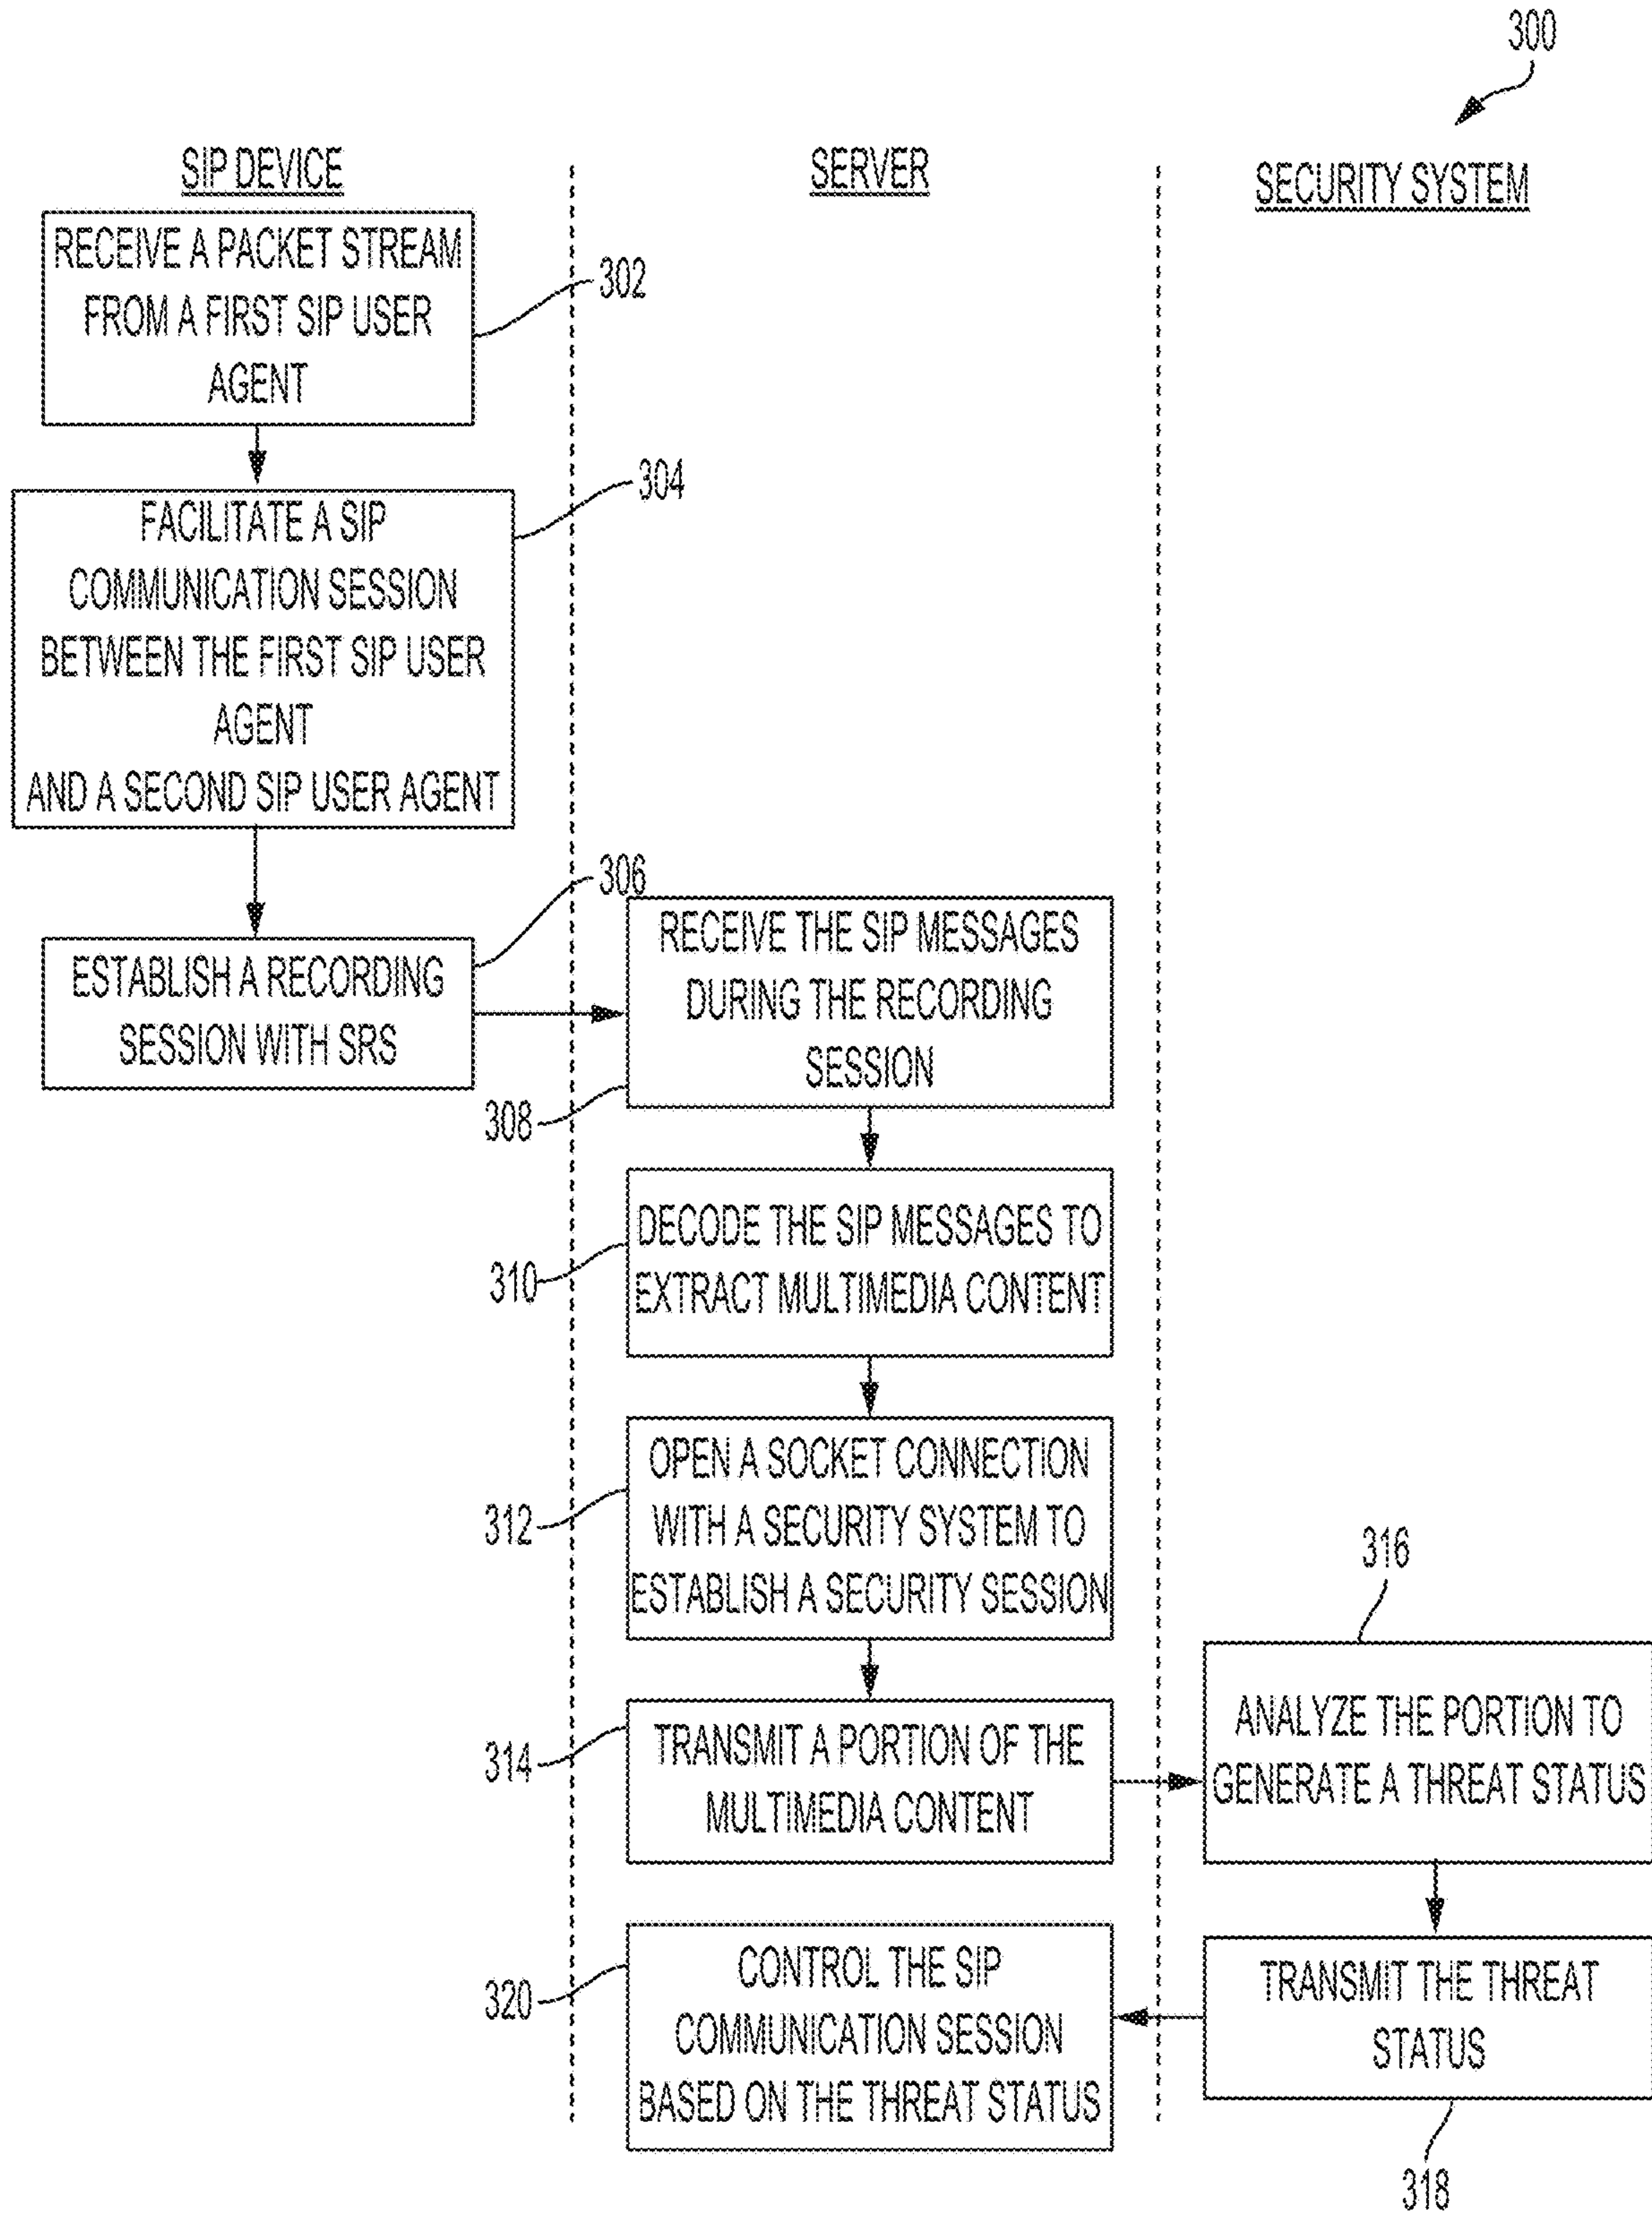 300
SIP DEVICE
SERVER
SECURITY SYSTEM
RECEIVE A PACKET STREAM
FROM A FIRST SIP USER
AGENT
302
FACILITATE A SIP
COMMUNICATION SESSION
BETWEEN THE FIRST SIP USER
AGENT
AND A SECOND SIP USER AGENT
304
ESTABLISH A RECORDING
SESSION WITH SRS
306
RECEIVE THE SIP MESSAGES
DURING THE RECORDING
SESSION
308
DECODE THE SIP MESSAGES TO
EXTRACT MULTIMEDIA CONTENT
310
OPEN A SOCKET CONNECTION
WITH A SECURITY SYSTEM TO
ESTABLISH A SECURITY SESSION
312
TRANSMIT A PORTION OF THE
MULTIMEDIA CONTENT
314
316
ANALYZE THE PORTION TO
GENERATE A THREAT STATUS
TRANSMIT THE THREAT
STATUS
318
CONTROL THE SIP
COMMUNICATION SESSION
BASED ON THE THREAT STATUS
320